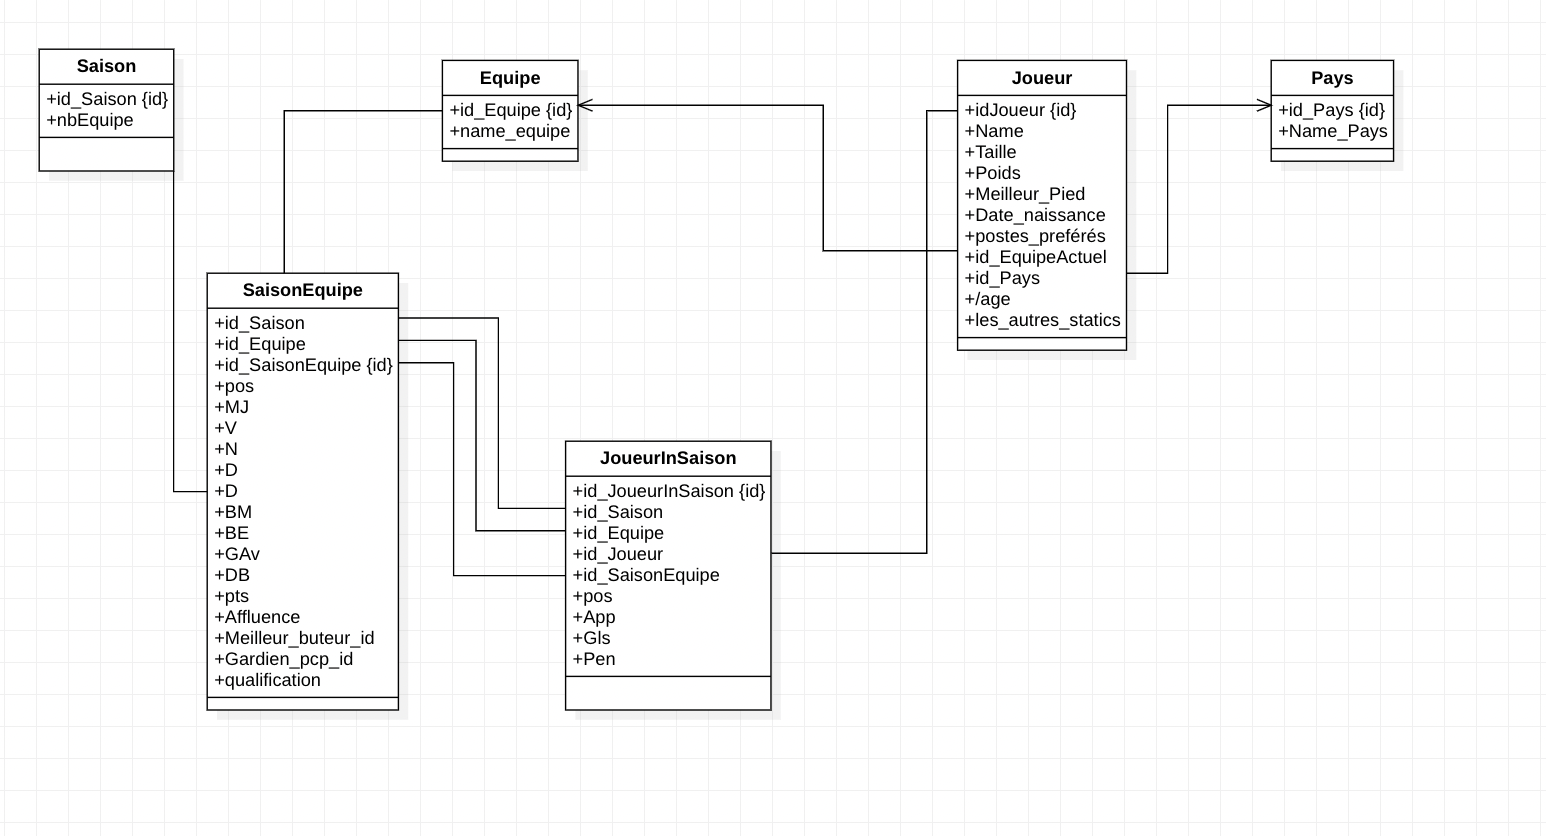 Saison
+id_Saison {id}
+nbEquipe
Equipe
+id_Equipe {id}
+name_equipe
Joueur
+idJoueur {id}
+Name
+Taille
+Poids
+Meilleur_Pied
+Date_naissance
+postes_preférés
+id_EquipeActuel
+id_Pays
+/age
+les_autres_statics
Pays
+id_Pays {id}
+Name_Pays
SaisonEquipe
+id_Saison
+id_Equipe
+id_SaisonEquipe {id}
+pos
+MJ
+V
+N
+D
+D
+BM
+BE
+GAv
+DB
+pts
+Affluence
+Meilleur_buteur_id
+Gardien_pcp_id
+qualification
JoueurInSaison
+id_JoueurInSaison {id}
+id_Saison
+id_Equipe
+id_Joueur
+id_SaisonEquipe
+pos
+App
+Gls
+Pen